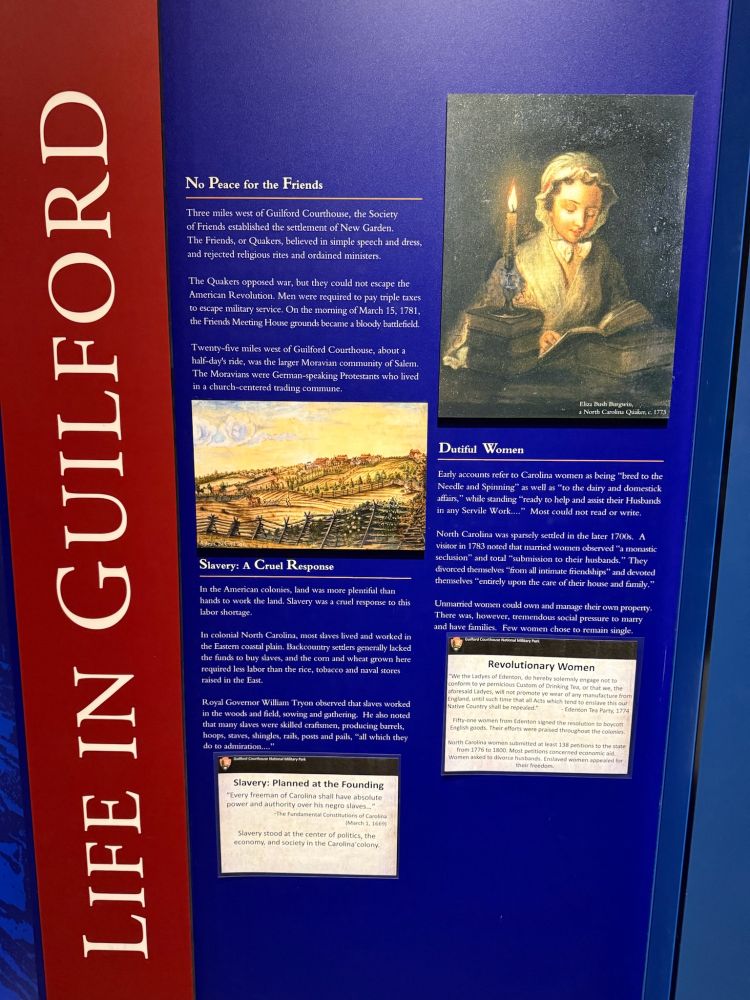 LIFE IN GUILFORD
No Peace for the Friends
Three miles west of Guilford Courthouse, the Society
of Friends established the settlement of New Garden.
The Friends, or Quakers, believed in simple speech and dress,
and rejected religious rites and ordained ministers.
The Quakers opposed war, but they could not escape the
American Revolution. Men were required to pay triple taxes
to escape military service. On the morning of March 15, 1781,
the Friends Meeting House grounds became a bloody battlefield.
Twenty-five miles west of Guilford Courthouse, about a
half-day's ride, was the larger Moravian community of Salem.
The Moravians were German-speaking Protestants who lived
in a church-centered trading commune.
Slavery: A Cruel Response
In the American colonies, land was more plentiful than
hands to work the land. Slavery was a cruel response to this
labor shortage.
In colonial North Carolina, most slaves lived and worked in
the Eastern coastal plain. Backcountry settlers generally lacked
the funds to buy slaves, and the corn and wheat grown here
required less labor than the rice, tobacco and naval stores
raised in the East.
Royal Governor William Tryon observed that slaves worked
in the woods and field, sowing and gathering. He also noted
that many slaves were skilled craftsmen, producing barrels,
hoops, staves, shingles, rails, posts and pails, "all which they
do to admiration...."
Guilford Courthouse National Military Park
Slavery: Planned at the Founding
"Every freeman of Carolina shall have absolute
power and authority over his negro slaves..."
-The Fundamental Constitutions of Carolina
(March 1, 1669)
Slavery stood at the center of politics, the
economy, and society in the Carolina colony.
Eliza Bush Burgwin,
a North Carolina Quaker, c. 1775
Dutiful Women
Early accounts refer to Carolina women as being "bred to the
Needle and Spinning" as well as "to the dairy and domestick
affairs," while standing "ready to help and assist their Husbands
in any Servile Work...." Most could not read or write.
North Carolina was sparsely settled in the later 1700s. A
visitor in 1783 noted that married women observed "a monastic
seclusion" and total "submission to their husbands." They
divorced themselves "from all intimate friendships" and devoted
themselves "entirely upon the care of their house and family."
Unmarried women could own and manage their own property.
There was, however, tremendous social pressure to marry
and have families. Few women chose to remain single.
Guilford Courthouse National Military Park
Revolutionary Women
"We the Ladyes of Edenton, do hereby solemnly engage not to
conform to ye pernicious Custom of Drinking Tea, or that we, the
aforesaid Ladyes, will not promote ye wear of any manufacture from
England, until such time that all Acts which tend to enslave this our
Native Country shall be repealed."
- Edenton Tea Party, 1774
Fifty-one women from Edenton signed the resolution to boycott
English goods. Their efforts were praised throughout the colonies.
North Carolina women submitted at least 138 petitions to the state
from 1776 to 1800. Most petitions concerned economic aid.
Women asked to divorce husbands. Enslaved women appealed for
their freedom.